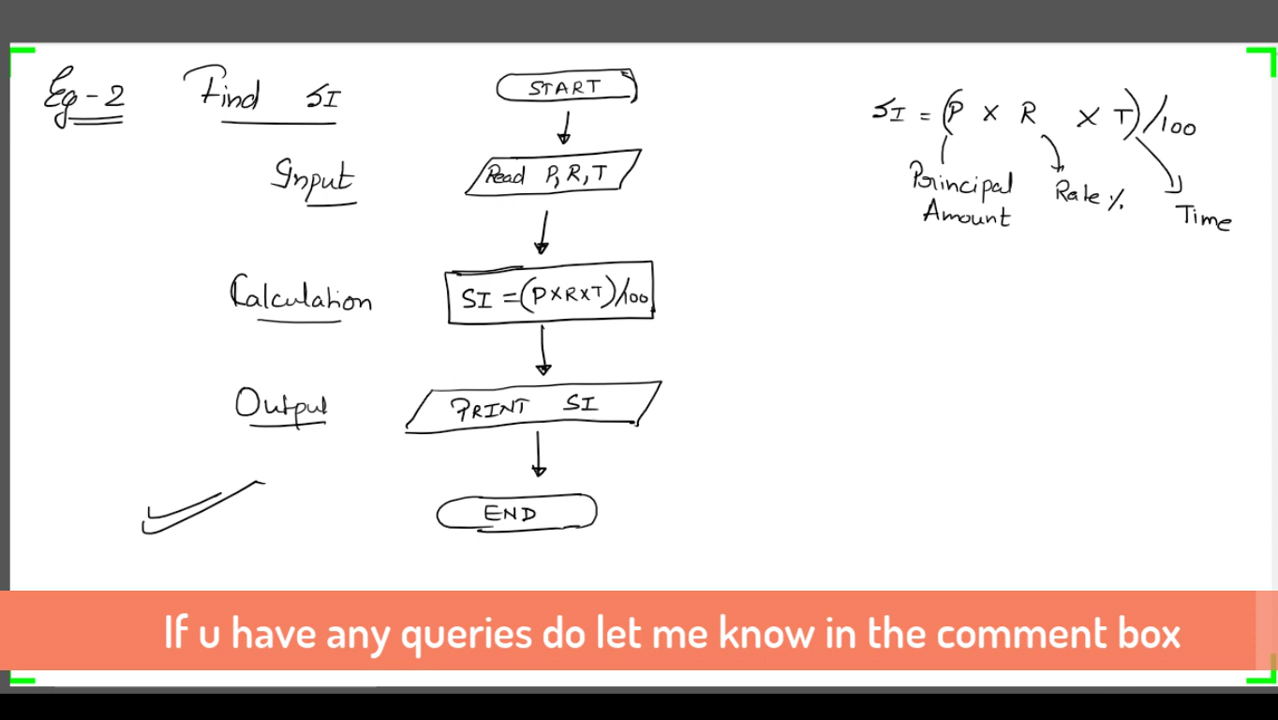 Eg-2 Find SI
START
Input
Read P, R, T
Calculation
SI = (P×R×T)/100
Output
PRINT SI
END
SI = (P × R × T)/100
Principal
Amount
Rate %
Time
If u have any queries do let me know in the comment box